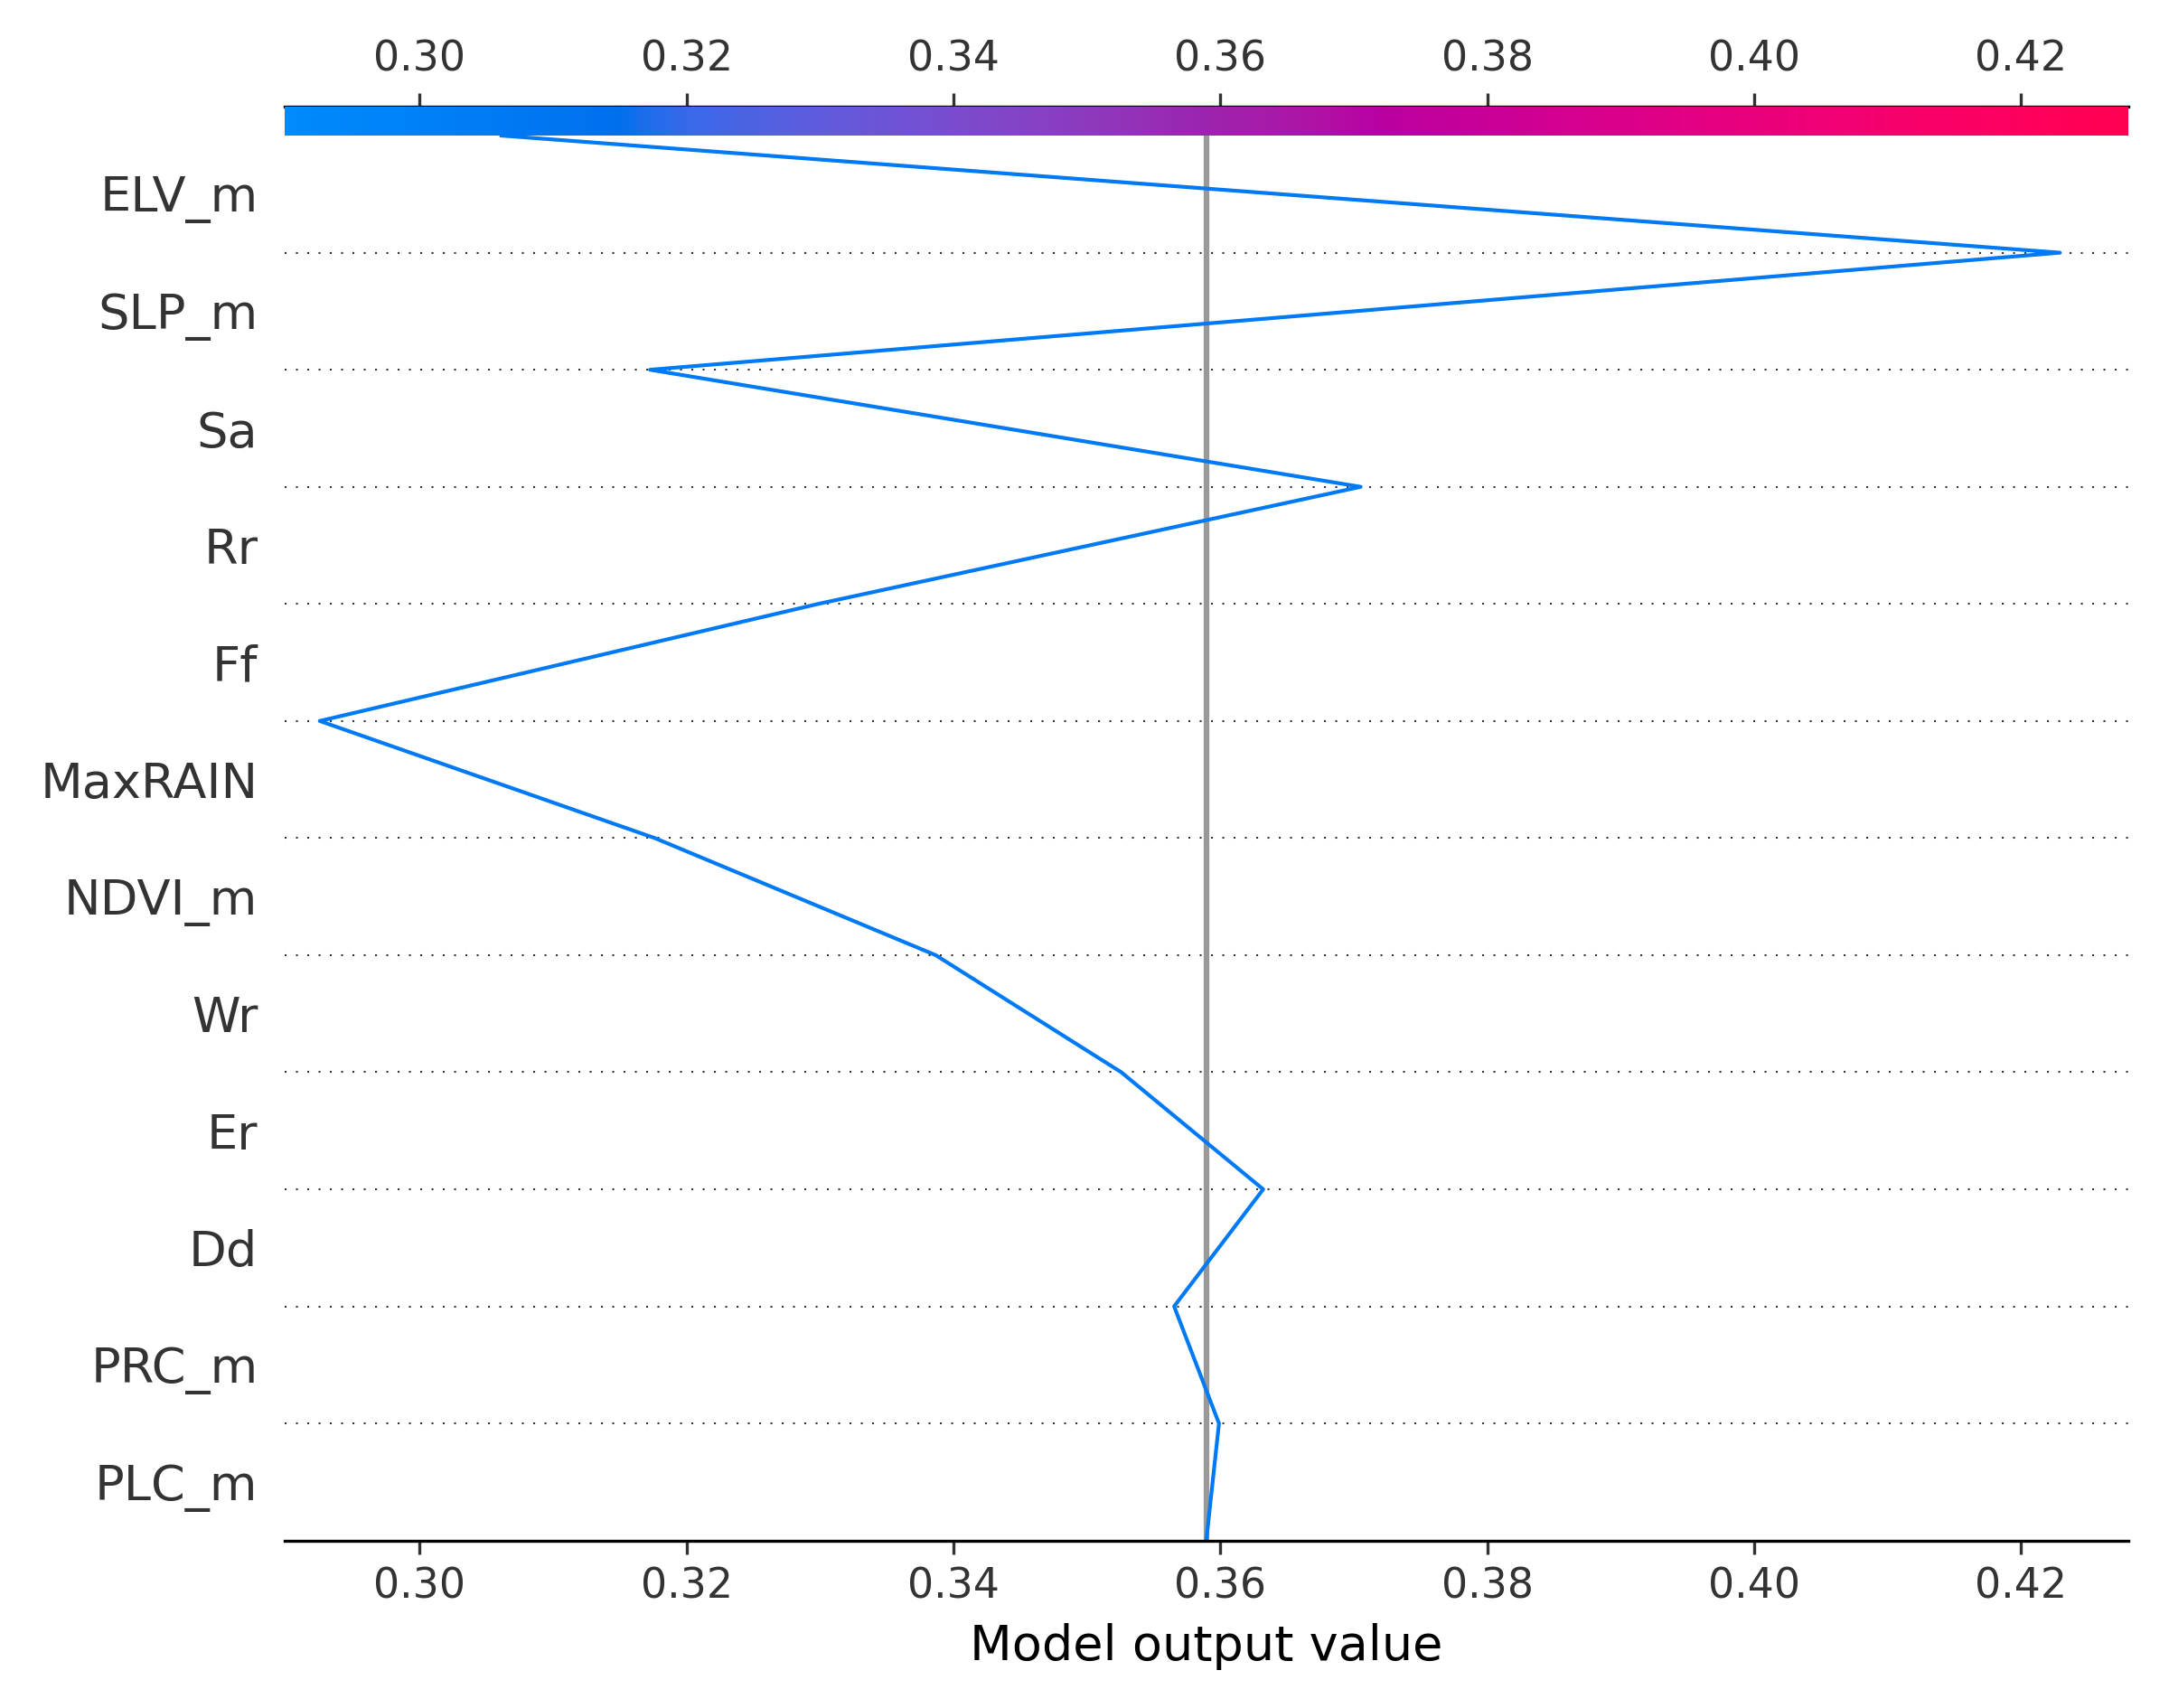 0.30 0.32 0.34 0.36 0.38 0.40 0.42
ELV_m
SLP_m
Sa
Rr
Ff
MaxRAIN
NDVI_m
Wr
Er
Dd
PRC_m
PLC_m
0.30 0.32 0.34 0.36 0.38 0.40 0.42
Model output value